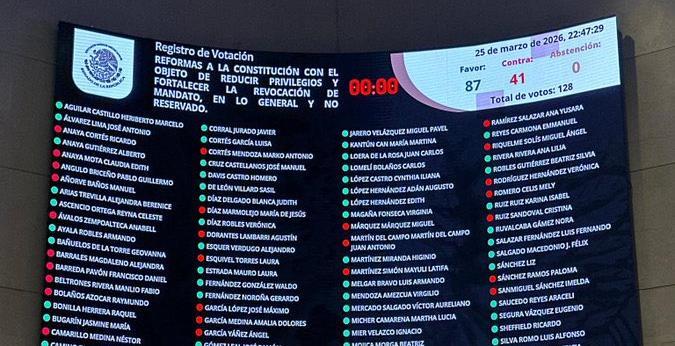 Registro de Votación
REFORMAS A LA CONSTITUCIÓN CON EL
OBJETO DE REDUCIR PRIVILEGIOS Y
FORTALECER LA REVOCACIÓN DE
MANDATO, EN LO GENERAL Y NO
RESERVADO.
00:00
25 de marzo de 2026, 22:47:29
Favor: Contra: Abstención:
87 41 0
Total de votos: 128
AGUILAR CASTILLO HERIBERTO MARCELO
ÁLVAREZ LIMA JOSÉ ANTONIO
ANAYA CORTÉS RICARDO
ANAYA GUTIÉRREZ ALBERTO
ANAYA MOTA CLAUDIA EDITH
ANGULO BRICEÑO PABLO GUILLERMO
AÑORVE BAÑOS MANUEL
ARIAS TREVILLA ALEJANDRA BERENICE
ASCENCIO ORTEGA REYNA CELESTE
ÁVALOS ZEMPOALTECA ANABELL
AYALA ROBLES ARMANDO
BAÑUELOS DE LA TORRE GEOVANNA
BARRALES MAGDALENO ALEJANDRA
BARREDA PAVÓN FRANCISCO DANIEL
BELTRONES RIVERA MANLIO FABIO
BOLAÑOS AZOCAR RAYMUNDO
BONILLA HERRERA RAQUEL
BUGARÍN JASMINE MARÍA
CAMARILLO MEDINA NÉSTOR
CORRAL JURADO JAVIER
CORTÉS GARCÍA LUISA
CORTÉS MENDOZA MARKO ANTONIO
CRUZ CASTELLANOS JOSÉ MANUEL
DAVIS CASTRO HOMERO
DE LEÓN VILLARD SASIL
DÍAZ DELGADO BLANCA JUDITH
DÍAZ MARMOLEJO MARÍA DE JESÚS
DÍAZ ROBLES VERÓNICA
DORANTES LAMBARRI AGUSTÍN
ESQUER VERDUGO ALEJANDRO
ESQUIVEL TORRES LAURA
ESTRADA MAURO LAURA
FERNÁNDEZ GONZÁLEZ WALDO
FERNÁNDEZ NOROÑA GERARDO
GARCÍA LÓPEZ JOSÉ MÁXIMO
GARCÍA MEDINA AMALIA DOLORES
GARCÍA YÁÑEZ ÁNGEL
JARERO VELÁZQUEZ MIGUEL PAVEL
KANTÚN CAN MARÍA MARTINA
LOERA DE LA ROSA JUAN CARLOS
LOMELÍ BOLAÑOS CARLOS
LÓPEZ CASTRO CYNTHIA ILIANA
LÓPEZ HERNÁNDEZ ADÁN AUGUSTO
LÓPEZ HERNÁNDEZ EDITH
MAGAÑA FONSECA VIRGINIA
MÁRQUEZ MÁRQUEZ MIGUEL
MARTÍN DEL CAMPO MARTÍN DEL CAMPO
JUAN ANTONIO
MARTÍNEZ MIRANDA HIGINIO
MARTÍNEZ SIMÓN MAYULI LATIFA
MELGAR BRAVO LUIS ARMANDO
MENDOZA AMEZCUA VIRGILIO
MERCADO SALGADO VÍCTOR AURELIANO
MICHER CAMARENA MARTHA LUCIA
MIER VELAZCO IGNACIO
MOJICA MORGA BEATRIZ
RAMÍREZ SALAZAR ANA YUSARA
REYES CARMONA EMMANUEL
RIQUELME SOLÍS MIGUEL ÁNGEL
RIVERA RIVERA ANA LILIA
ROBLES GUTIÉRREZ BEATRIZ SILVIA
RODRÍGUEZ HERNÁNDEZ VERÓNICA
ROMERO CELIS MELY
RUIZ RUIZ KARINA ISABEL
RUIZ SANDOVAL CRISTINA
RUVALCABA GÁMEZ NORA
SALAZAR FERNÁNDEZ LUIS FERNANDO
SALGADO MACEDONIO J. FÉLIX
SÁNCHEZ LIZ
SÁNCHEZ RAMOS PALOMA
SANMIGUEL SÁNCHEZ IMELDA
SAUCEDO REYES ARACELI
SEGURA VÁZQUEZ EUGENIO
SHEFFIELD RICARDO
SILVA ROMO LUIS ALFONSO